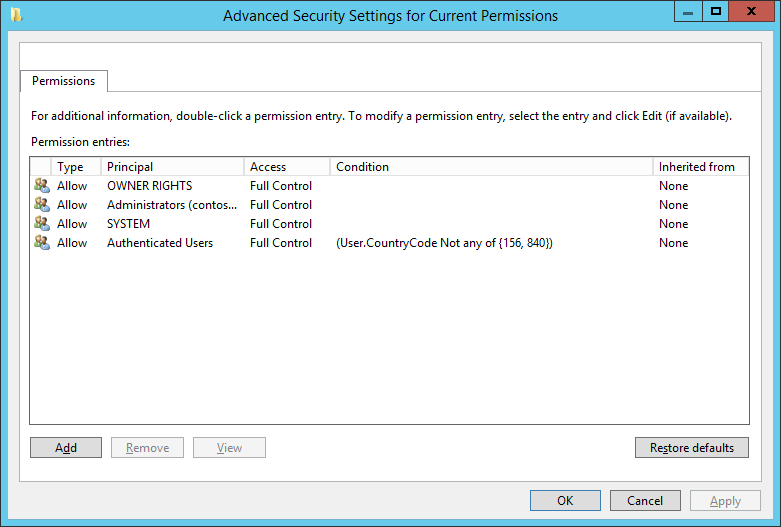 Advanced Security Settings for Current Permissions
Permissions
For additional information, double-click a permission entry. To modify a permission entry, select the entry and click Edit (if available).
Permission entries:
Type Principal Access Condition Inherited from
Allow OWNER RIGHTS Full Control None
Allow Administrators (contos... Full Control None
Allow SYSTEM Full Control None
Allow Authenticated Users Full Control (User.CountryCode Not any of {156, 840}) None
Add Remove View Restore defaults
OK Cancel Apply